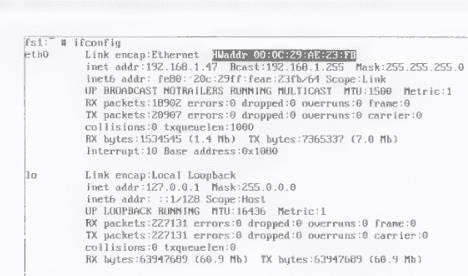 fs1:~ # ifconfig
eth0 Link encap:Ethernet HWaddr 00:0C:29:AE:23:FB
inet addr:192.168.1.47 Bcast:192.168.1.255 Mask:255.255.255.0
inet6 addr: fe80::20c:29ff:feae:23fb/64 Scope:Link
UP BROADCAST NOTRAILERS RUNNING MULTICAST MTU:1500 Metric:1
RX packets:18902 errors:0 dropped:0 overruns:0 frame:0
TX packets:20907 errors:0 dropped:0 overruns:0 carrier:0
collisions:0 txqueuelen:1000
RX bytes:1534545 (1.4 Mb) TX bytes:7365337 (7.0 Mb)
Interrupt:10 Base address:0x1080
lo Link encap:Local Loopback
inet addr:127.0.0.1 Mask:255.0.0.0
inet6 addr: ::1/128 Scope:Host
UP LOOPBACK RUNNING MTU:16436 Metric:1
RX packets:227131 errors:0 dropped:0 overruns:0 frame:0
TX packets:227131 errors:0 dropped:0 overruns:0 carrier:0
collisions:0 txqueuelen:0
RX bytes:63947689 (60.9 Mb) TX bytes:63947689 (60.9 Mb)